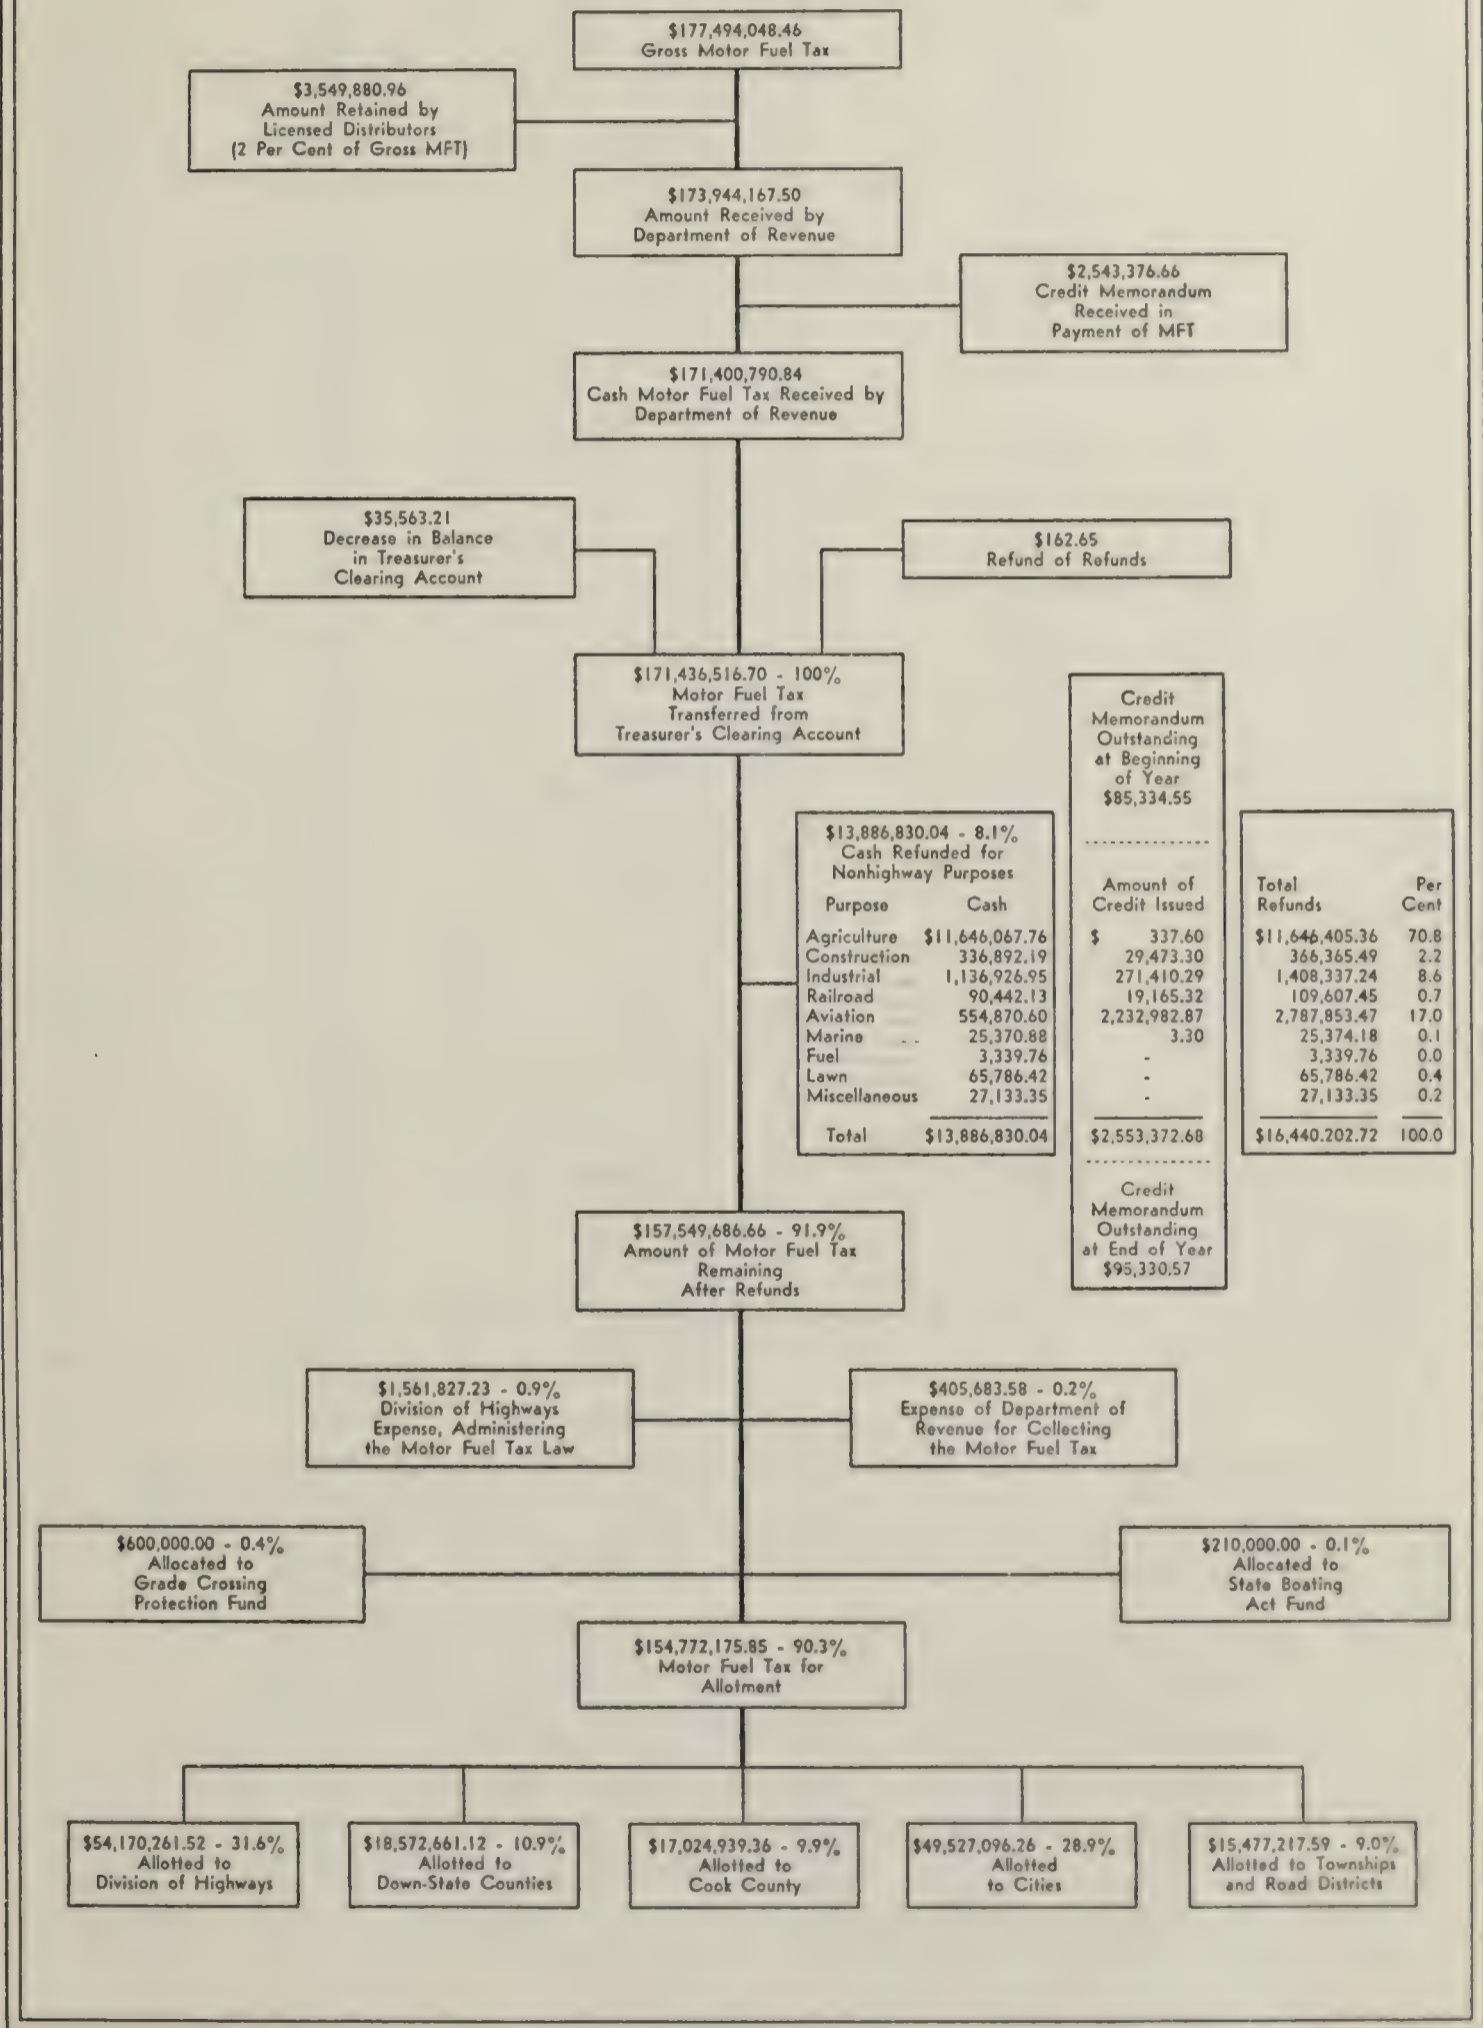 $177,494,048.46
Gross Motor Fuel Tax
$3,549,880.96
Amount Retained by
Licensed Distributors
(2 Per Cent of Gross MFT)
$173,944,167.50
Amount Received by
Department of Revenue
$2,543,376.66
Credit Memorandum
Received in
Payment of MFT
$171,400,790.84
Cash Motor Fuel Tax Received by
Department of Revenue
$35,563.21
Decrease in Balance
in Treasurer's
Clearing Account
$162.65
Refund of Refunds
$171,436,516.70 - 100%
Motor Fuel Tax
Transferred from
Treasurer's Clearing Account
Credit
Memorandum
Outstanding
at Beginning
of Year
$85,334.55
$13,886,830.04 - 8.1%
Cash Refunded for
Nonhighway Purposes
Amount of Total Per
Credit Issued Refunds Cent
Purpose Cash
Agriculture $11,646,067.76 $ 337.60 $11,646,405.36 70.8
Construction 336,892.19 29,473.30 366,365.49 2.2
Industrial 1,136,926.95 271,410.29 1,408,337.24 8.6
Railroad 90,442.13 19,165.32 109,607.45 0.7
Aviation 554,870.60 2,232,982.87 2,787,853.47 17.0
Marine 25,370.88 3.30 25,374.18 0.1
Fuel 3,339.76 - 3,339.76 0.0
Lawn 65,786.42 - 65,786.42 0.4
Miscellaneous 27,133.35 - 27,133.35 0.2
Total $13,886,830.04 $2,553,372.68 $16,440.202.72 100.0
Credit
Memorandum
Outstanding
at End of Year
$95,330.57
$157,549,686.66 - 91.9%
Amount of Motor Fuel Tax
Remaining
After Refunds
$1,561,827.23 - 0.9%
Division of Highways
Expense, Administering
the Motor Fuel Tax Law
$405,683.58 - 0.2%
Expense of Department of
Revenue for Collecting
the Motor Fuel Tax
$600,000.00 - 0.4%
Allocated to
Grade Crossing
Protection Fund
$210,000.00 - 0.1%
Allocated to
State Boating
Act Fund
$154,772,175.85 - 90.3%
Motor Fuel Tax for
Allotment
$54,170,261.52 - 31.6%
Allotted to
Division of Highways
$18,572,661.12 - 10.9%
Allotted to
Down-State Counties
$17,024,939.36 - 9.9%
Allotted to
Cook County
$49,527,096.26 - 28.9%
Allotted
to Cities
$15,477,217.59 - 9.0%
Allotted to Townships
and Road Districts